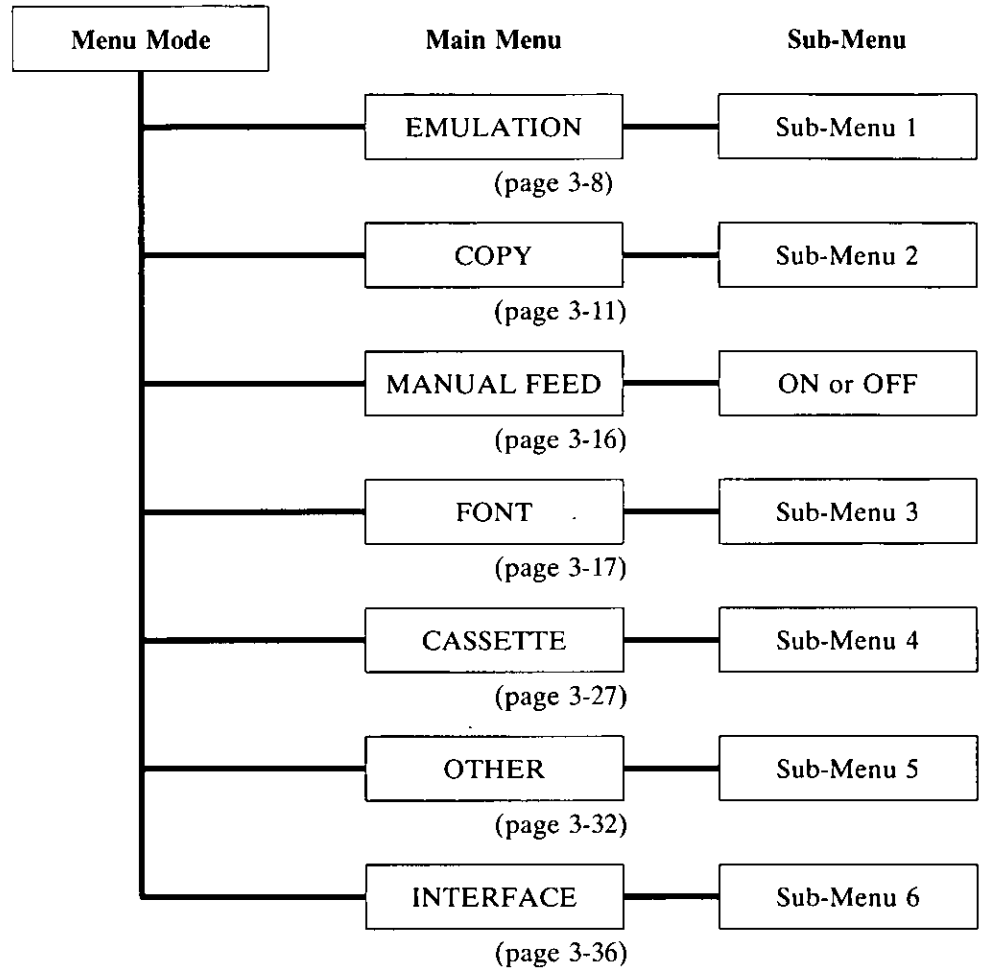 Menu Mode Main Menu Sub-Menu
EMULATION Sub-Menu 1
(page 3-8)
COPY Sub-Menu 2
(page 3-11)
MANUAL FEED ON or OFF
(page 3-16)
FONT Sub-Menu 3
(page 3-17)
CASSETTE Sub-Menu 4
(page 3-27)
OTHER Sub-Menu 5
(page 3-32)
INTERFACE Sub-Menu 6
(page 3-36)